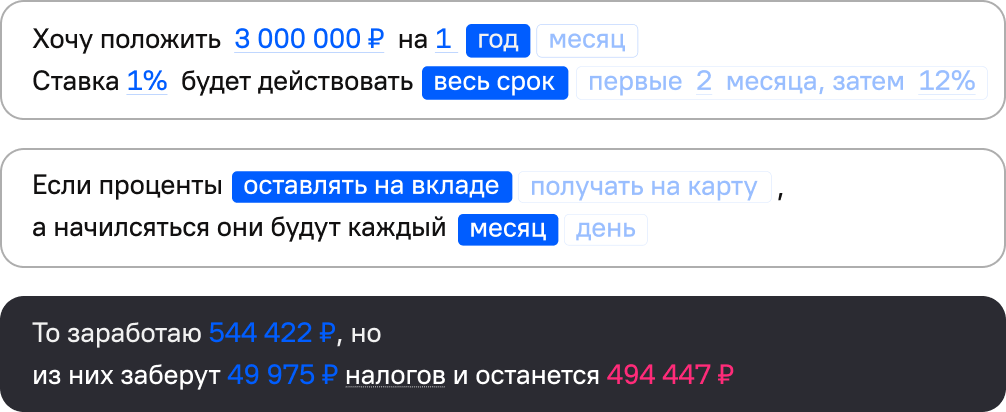 Хочу положить 3 000 000 ₽ на 1 год месяц
Ставка 1% будет действовать весь срок первые 2 месяца, затем 12%
Если проценты оставлять на вкладе получать на карту ,
а начилсяться они будут каждый месяц день
То заработаю 544 422 ₽, но
из них заберут 49 975 ₽ налогов и останется 494 447 ₽